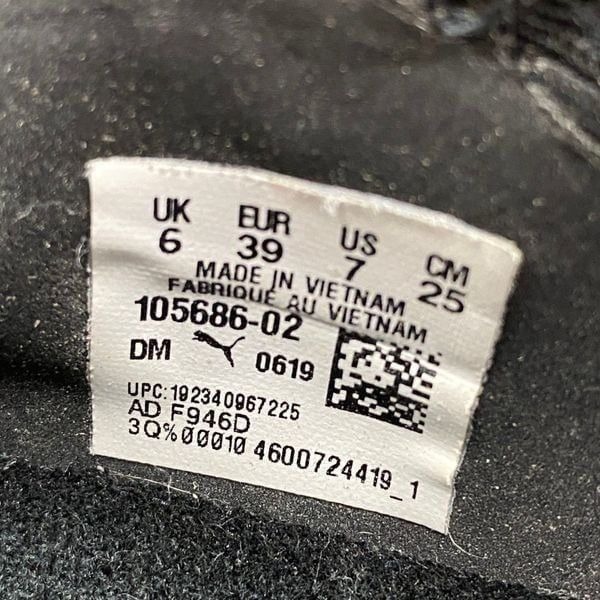 UK EUR US CM
6 39 7 25
MADE IN VIETNAM
FABRIQUÉ AU VIETNAM
105686-02
DM 0619
UPC:192340967225
AD F946D
3Q%00010 4600724419_1